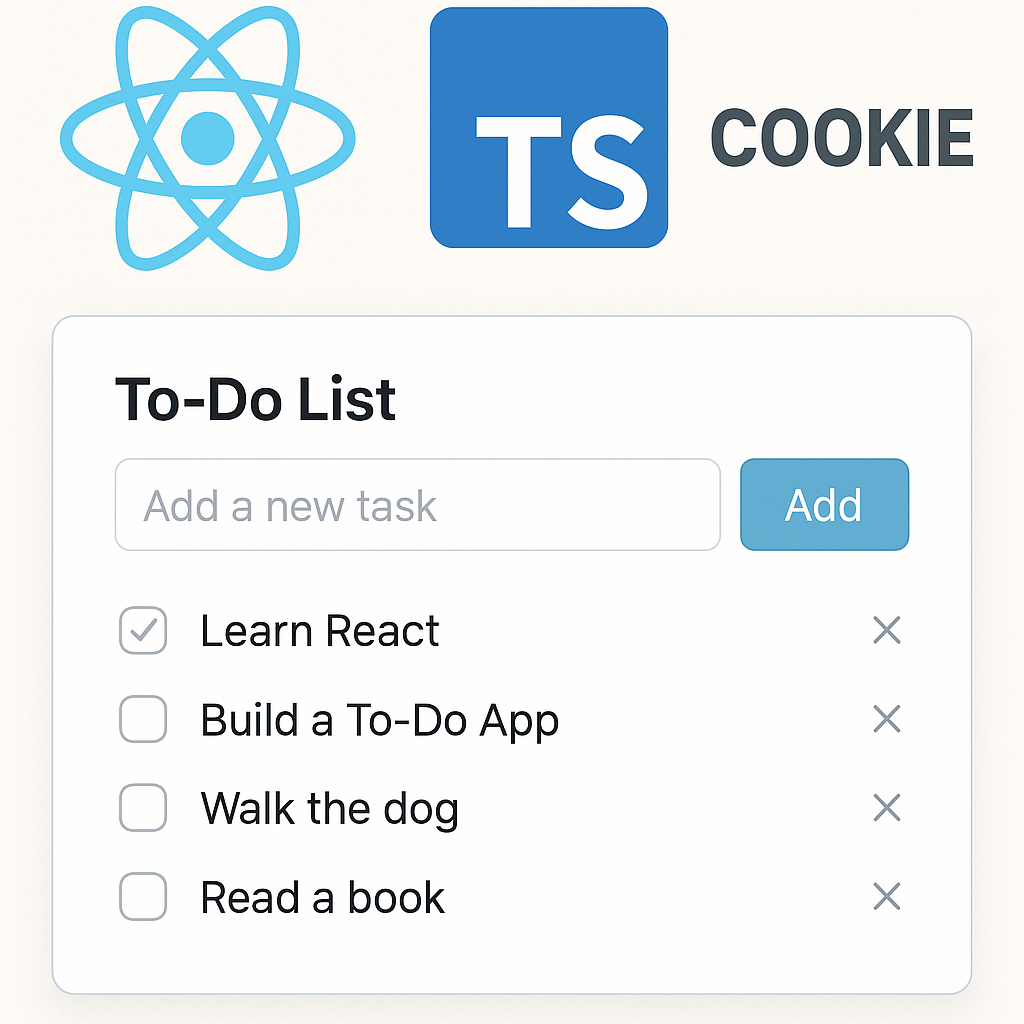 TS
COOKIE
To-Do List
Add a new task
Add
Learn React
Build a To-Do App
Walk the dog
Read a book